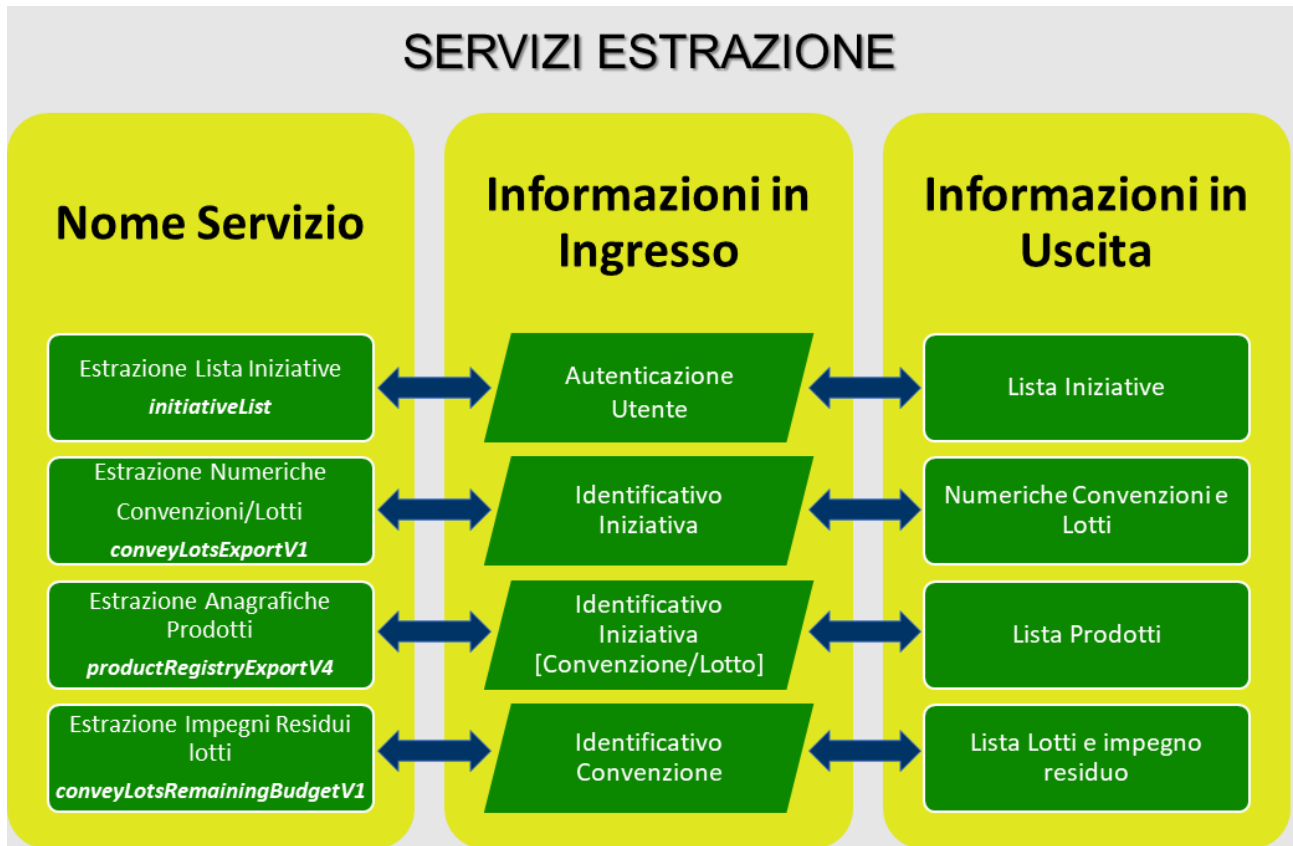 SERVIZI ESTRAZIONE
Nome Servizio
Informazioni in
Ingresso
Informazioni in
Uscita
Estrazione Lista Iniziative
initiativeList
Autenticazione
Utente
Lista Iniziative
Estrazione Numeriche
Convenzioni/Lotti
conveyLotsExportV1
Identificativo
Iniziativa
Numeriche Convenzioni e
Lotti
Estrazione Anagrafiche
Prodotti
productRegistryExportV4
Identificativo
Iniziativa
[Convenzione/Lotto]
Lista Prodotti
Estrazione Impegni Residui
lotti
conveyLotsRemainingBudgetV1
Identificativo
Convenzione
Lista Lotti e impegno
residuo